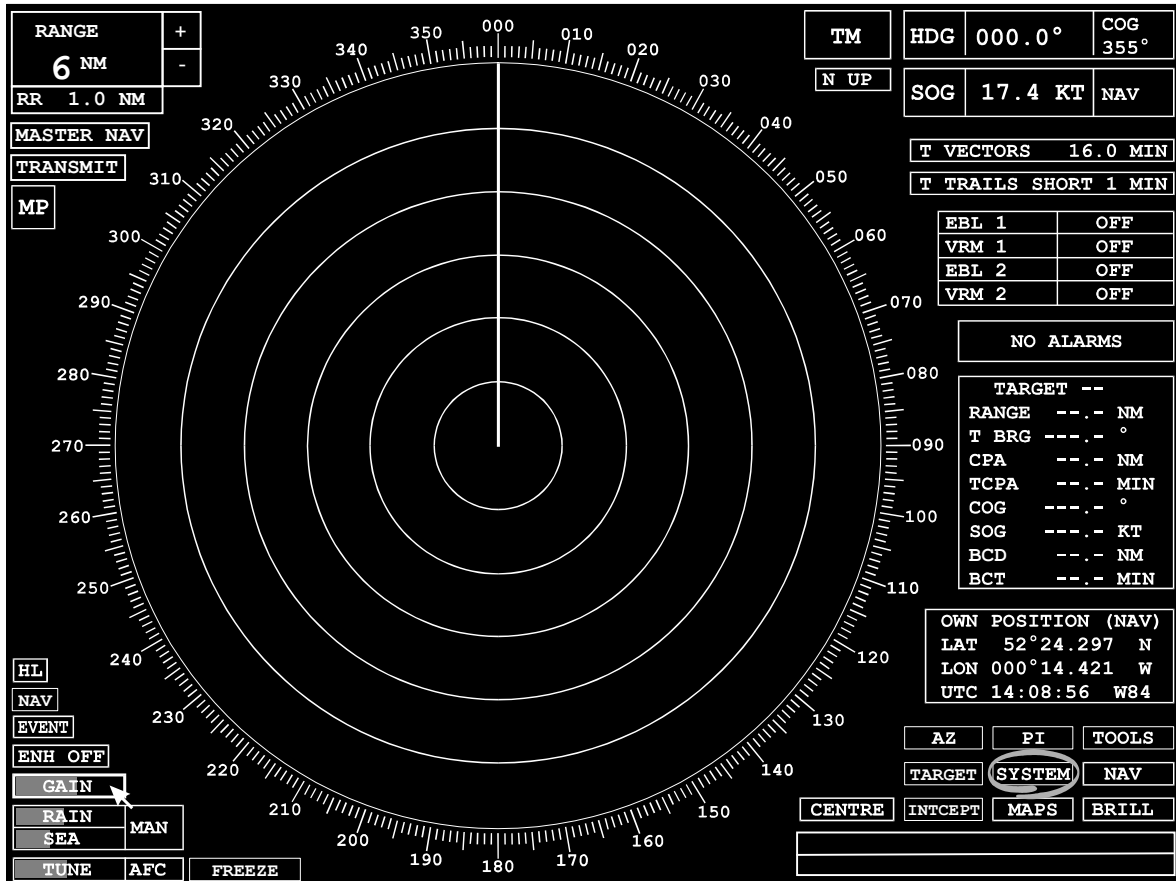 RANGE
+
6 NM
-
RR 1.0 NM
MASTER NAV
TRANSMIT
MP
000
010
020
030
040
050
060
070
080
090
100
110
120
130
140
150
160
170
180
190
200
210
220
230
240
250
260
270
280
290
300
310
320
330
340
350
TM
N UP
HDG 000.0° COG 355°
SOG 17.4 KT NAV
T VECTORS 16.0 MIN
T TRAILS SHORT 1 MIN
EBL 1 OFF
VRM 1 OFF
EBL 2 OFF
VRM 2 OFF
NO ALARMS
TARGET --
RANGE --.- NM
T BRG ---.- °
CPA --.- NM
TCPA --.- MIN
COG ---.- °
SOG ---.- KT
BCD --.- NM
BCT --.- MIN
OWN POSITION (NAV)
LAT 52°24.297 N
LON 000°14.421 W
UTC 14:08:56 W84
AZ PI TOOLS
TARGET SYSTEM NAV
CENTRE INTCEPT MAPS BRILL
HL
NAV
EVENT
ENH OFF
GAIN
RAIN
SEA
MAN
TUNE AFC FREEZE